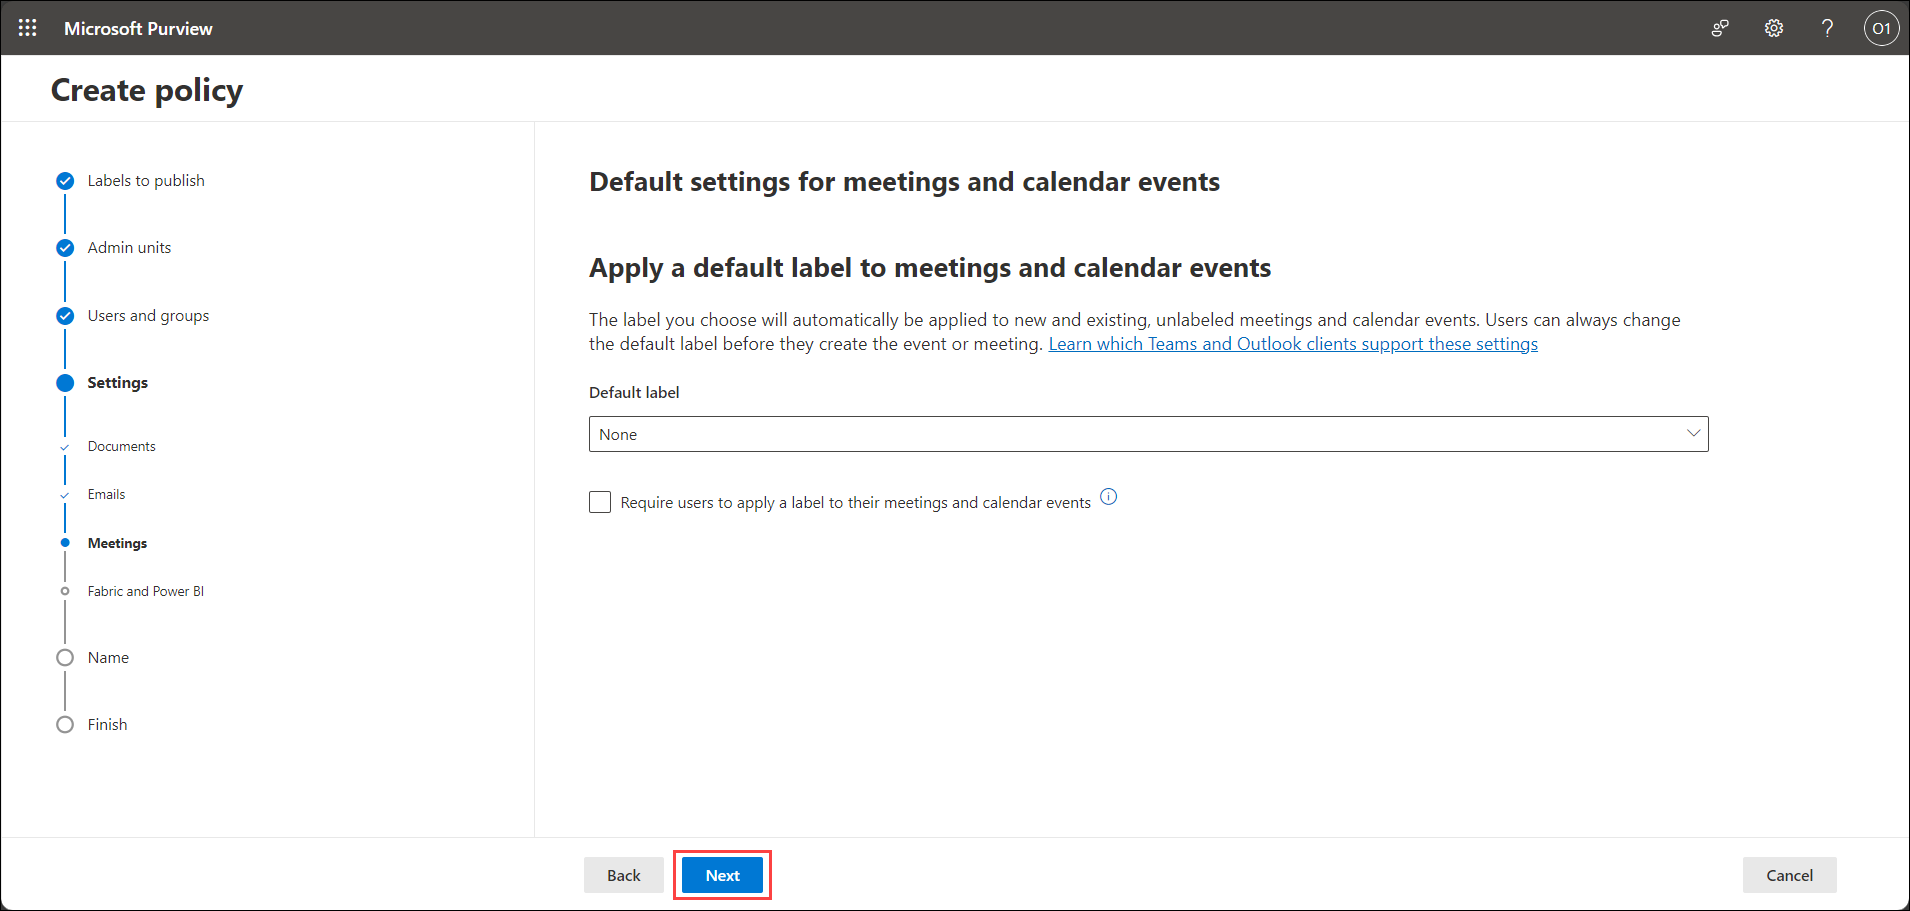 Microsoft Purview
O1
Create policy
Labels to publish
Admin units
Users and groups
Settings
Documents
Emails
Meetings
Fabric and Power BI
Name
Finish
Default settings for meetings and calendar events
Apply a default label to meetings and calendar events
The label you choose will automatically be applied to new and existing, unlabeled meetings and calendar events. Users can always change
the default label before they create the event or meeting. Learn which Teams and Outlook clients support these settings
Default label
None
Require users to apply a label to their meetings and calendar events
Back
Next
Cancel